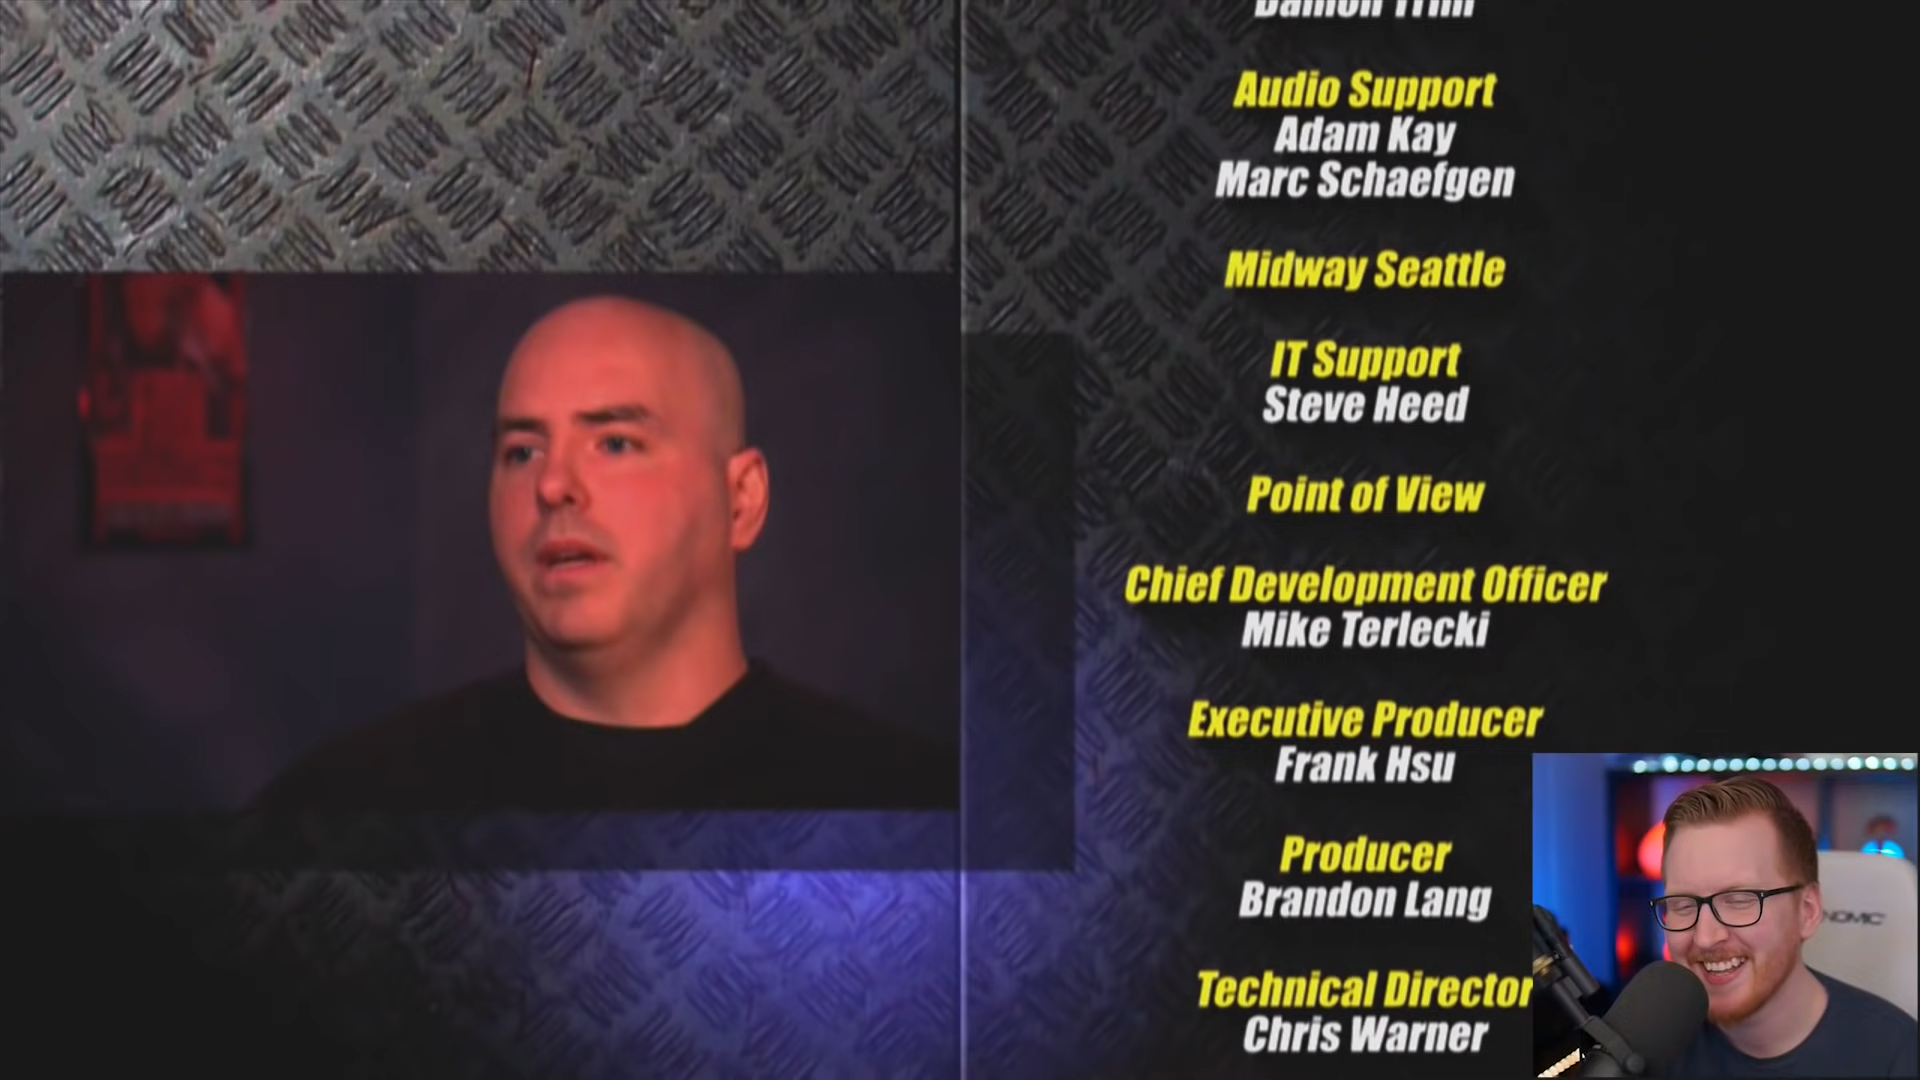 Audio Support
Adam Kay
Marc Schaefgen
Midway Seattle
IT Support
Steve Heed
Point of View
Chief Development Officer
Mike Terlecki
Executive Producer
Frank Hsu
Producer
Brandon Lang
Technical Director
Chris Warner